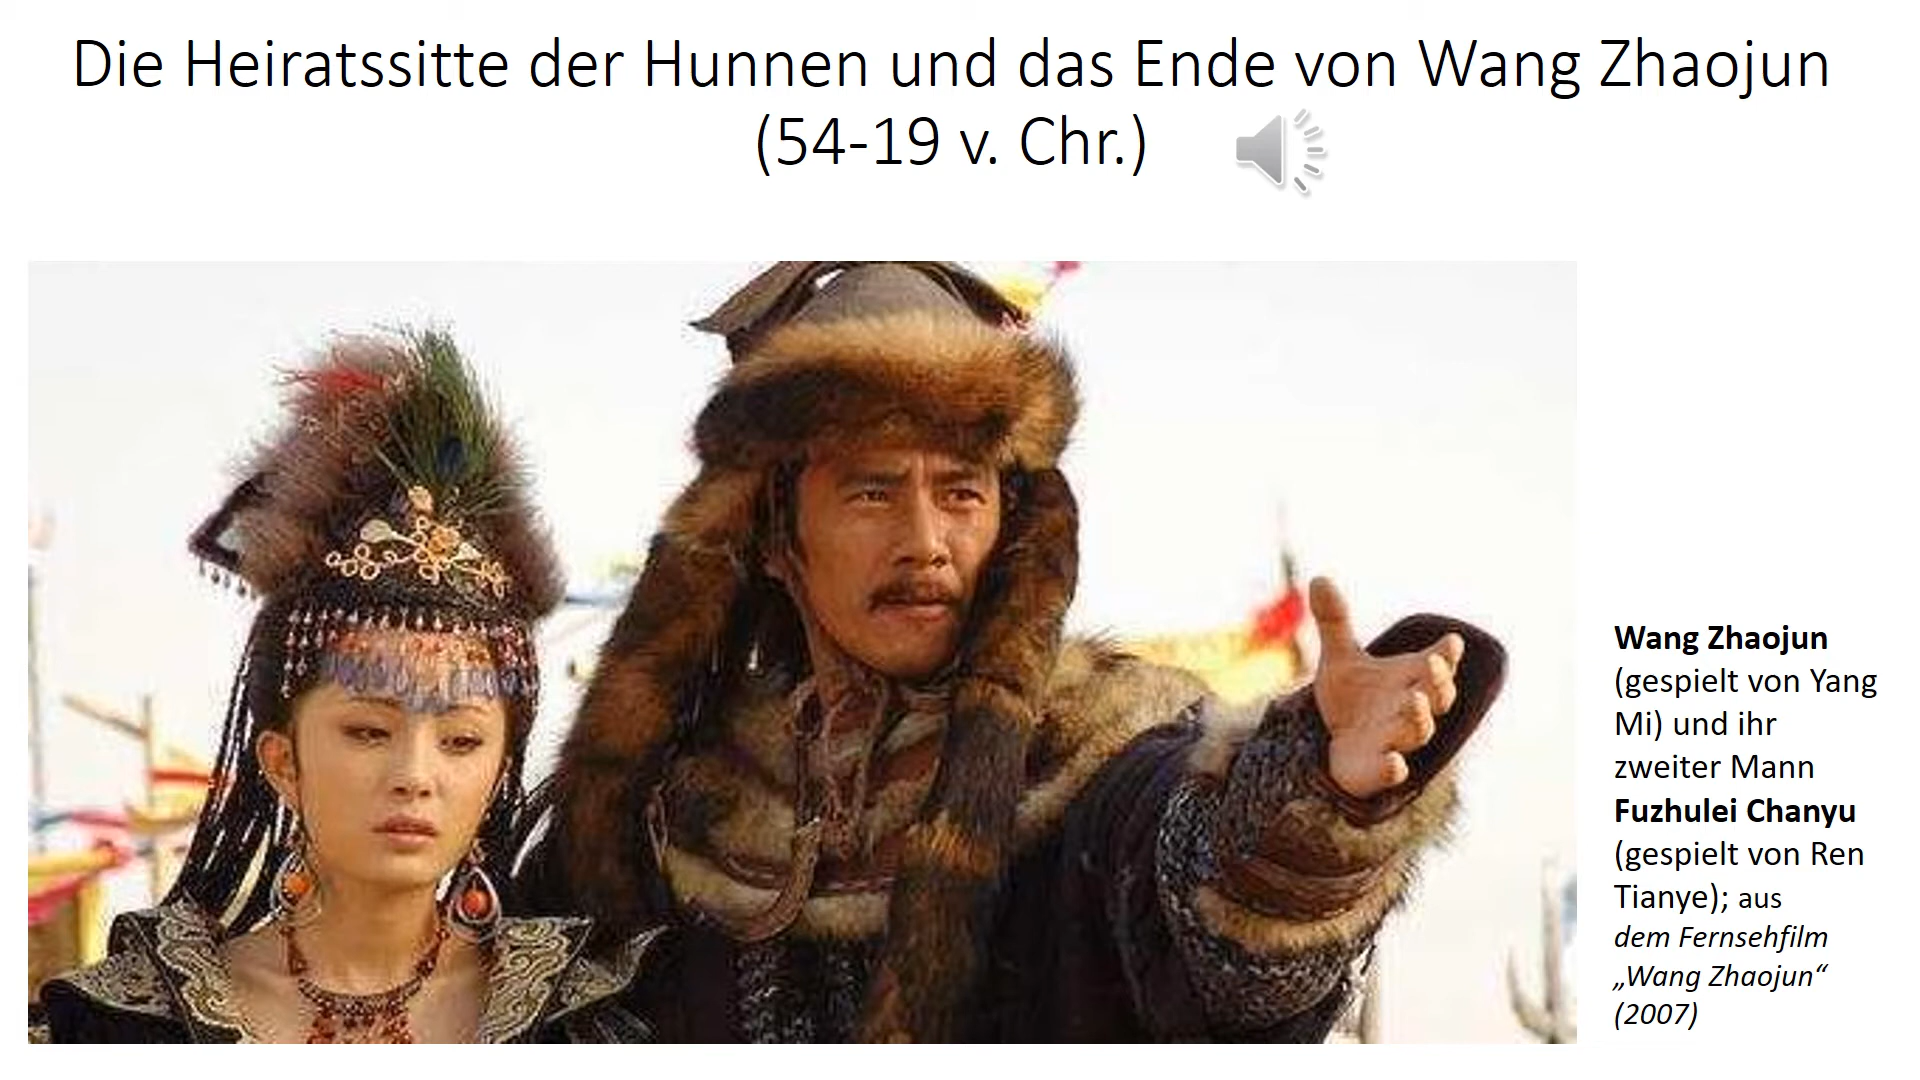 Die Heiratssitte der Hunnen und das Ende von Wang Zhaojun
(54-19 v. Chr.)
Wang Zhaojun
(gespielt von Yang
Mi) und ihr
zweiter Mann
Fuzhulei Chanyu
(gespielt von Ren
Tianye); aus
dem Fernsehfilm
„Wang Zhaojun“
(2007)